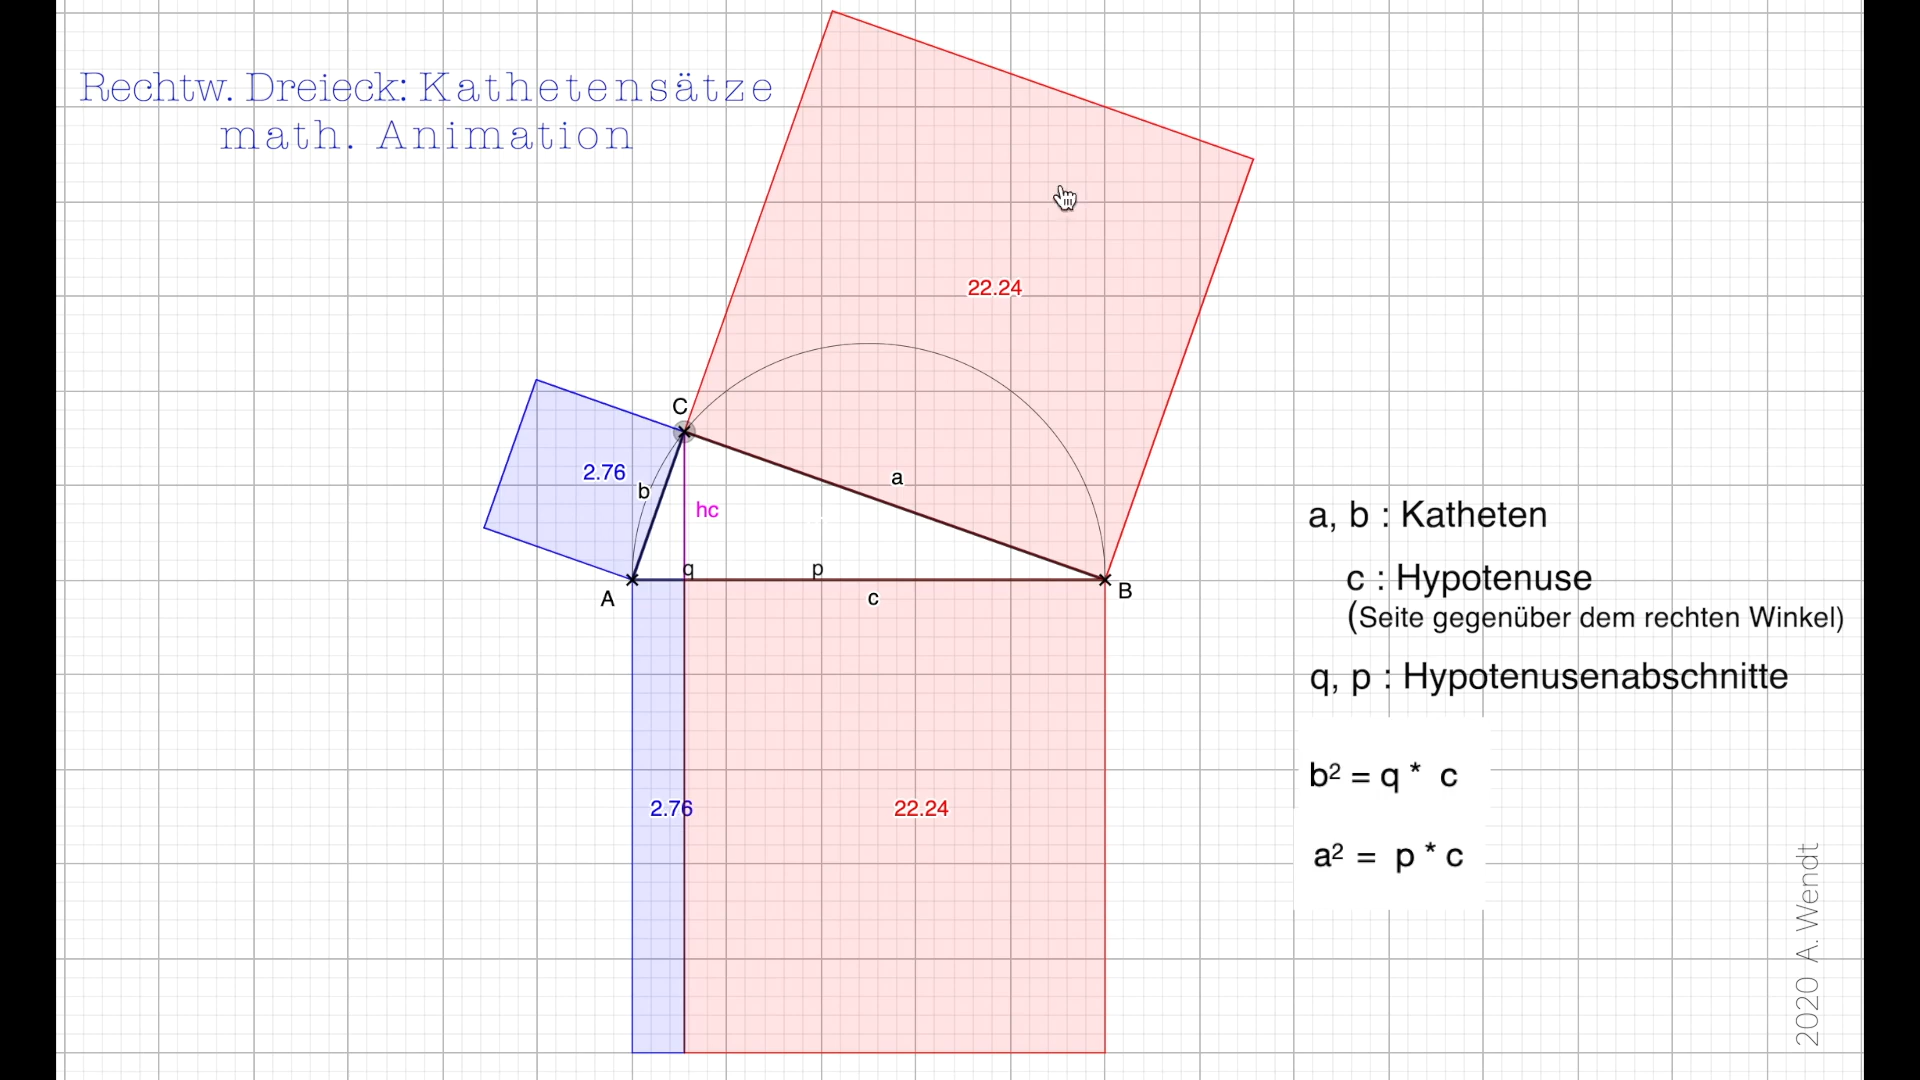 Rechtw. Dreieck: Kathetensätze
math. Animation
22.24
C
2.76
b
a
hc
q
p
A
c
B
2.76
22.24
a, b : Katheten
c : Hypotenuse
(Seite gegenüber dem rechten Winkel)
q, p : Hypotenusenabschnitte
b² = q * c
a² = p * c
2020 A. Wendt